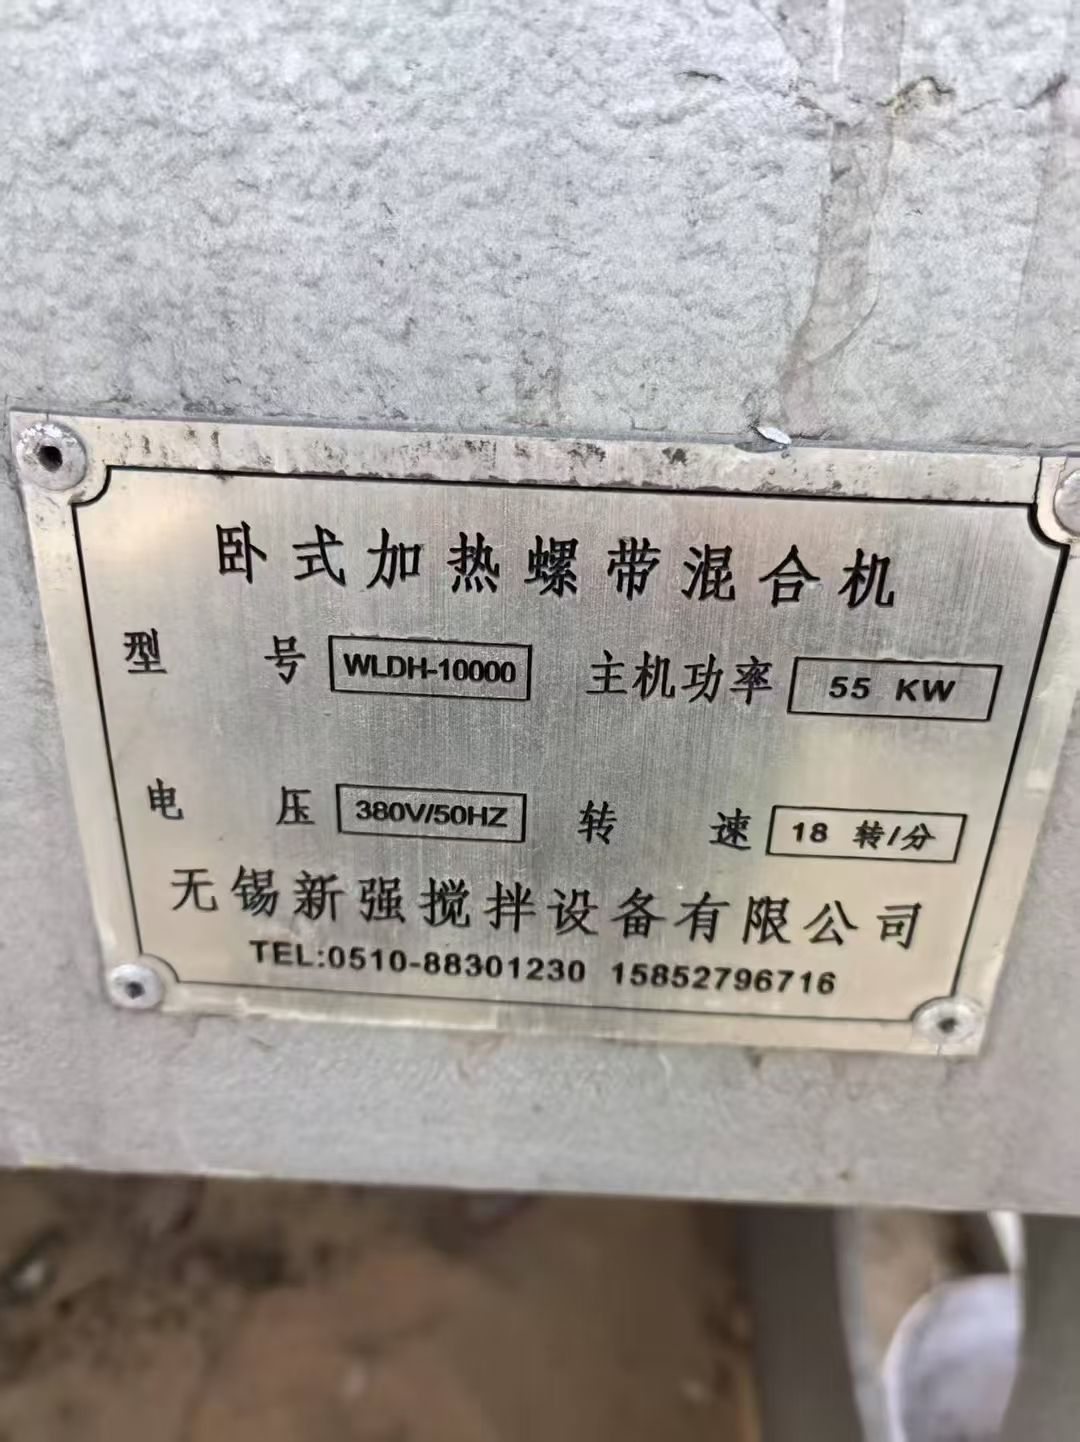 卧式加热螺带混合机
型 号 WLDH-10000 主机功率 55 KW
电 压 380V/50HZ 转 速 18 转/分
无锡新强搅拌设备有限公司
TEL:0510-88301230 15852796716